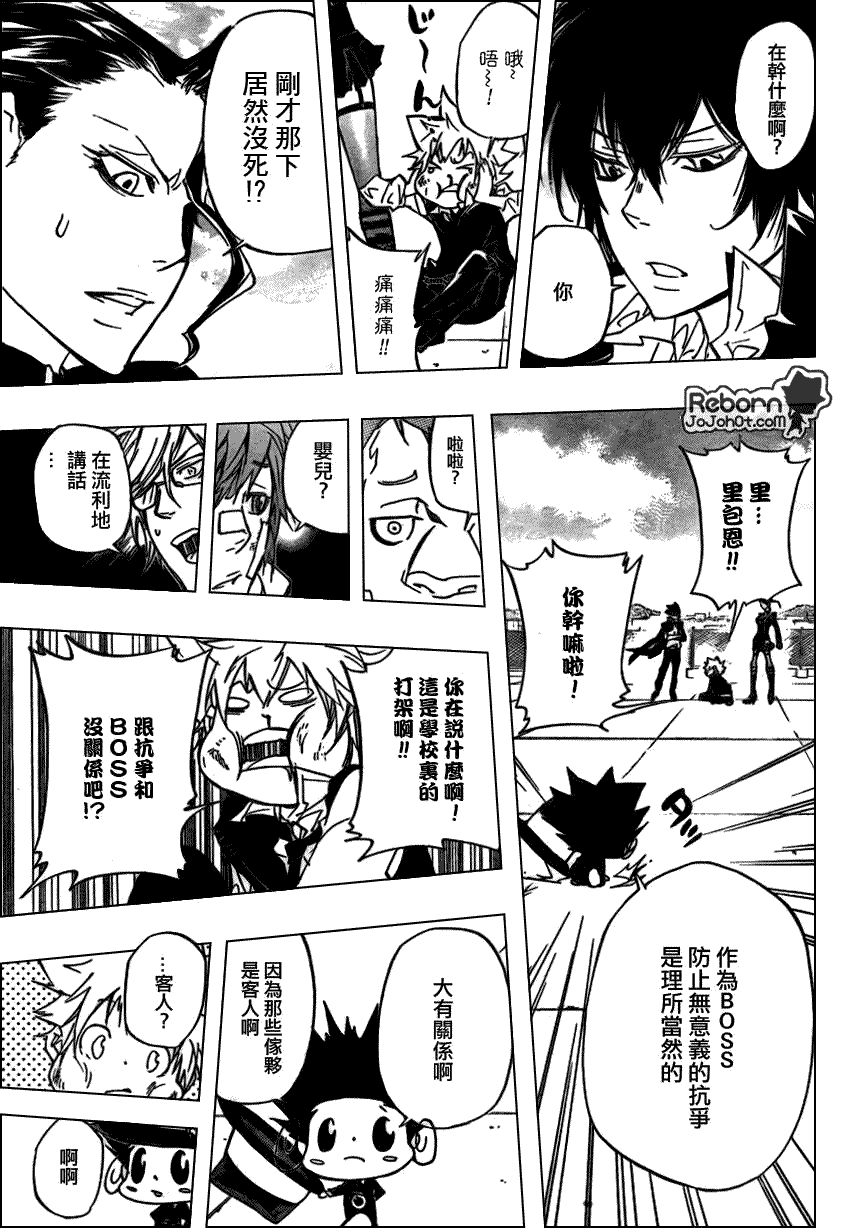 在幹什麼啊?
你
哦~
唔~!
じ~ん
痛痛痛!!
剛才那下
居然沒死!?
Reborn
JoJoHot.com
里…
里包恩!!
你幹嘛啦!
作為BOSS
防止無意義的抗爭
是理所當然的
啦啦?
嬰兒?
在流利地
講話
…
你在説什麼啊!
這是學校裏的
打架啊!!
跟抗爭和
BOSS
沒關係吧!?
大有關係啊
因為那些傢夥
是客人啊
…客人?
啊啊